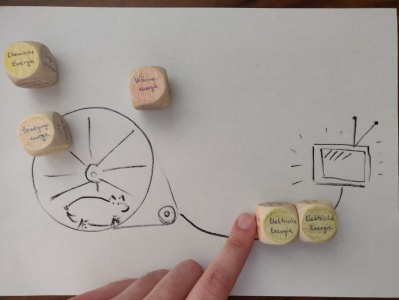 Chemische
Energie
Wärme
energie
Bewegungs
energie
Elektrische
Energie
Elektrische
Energie